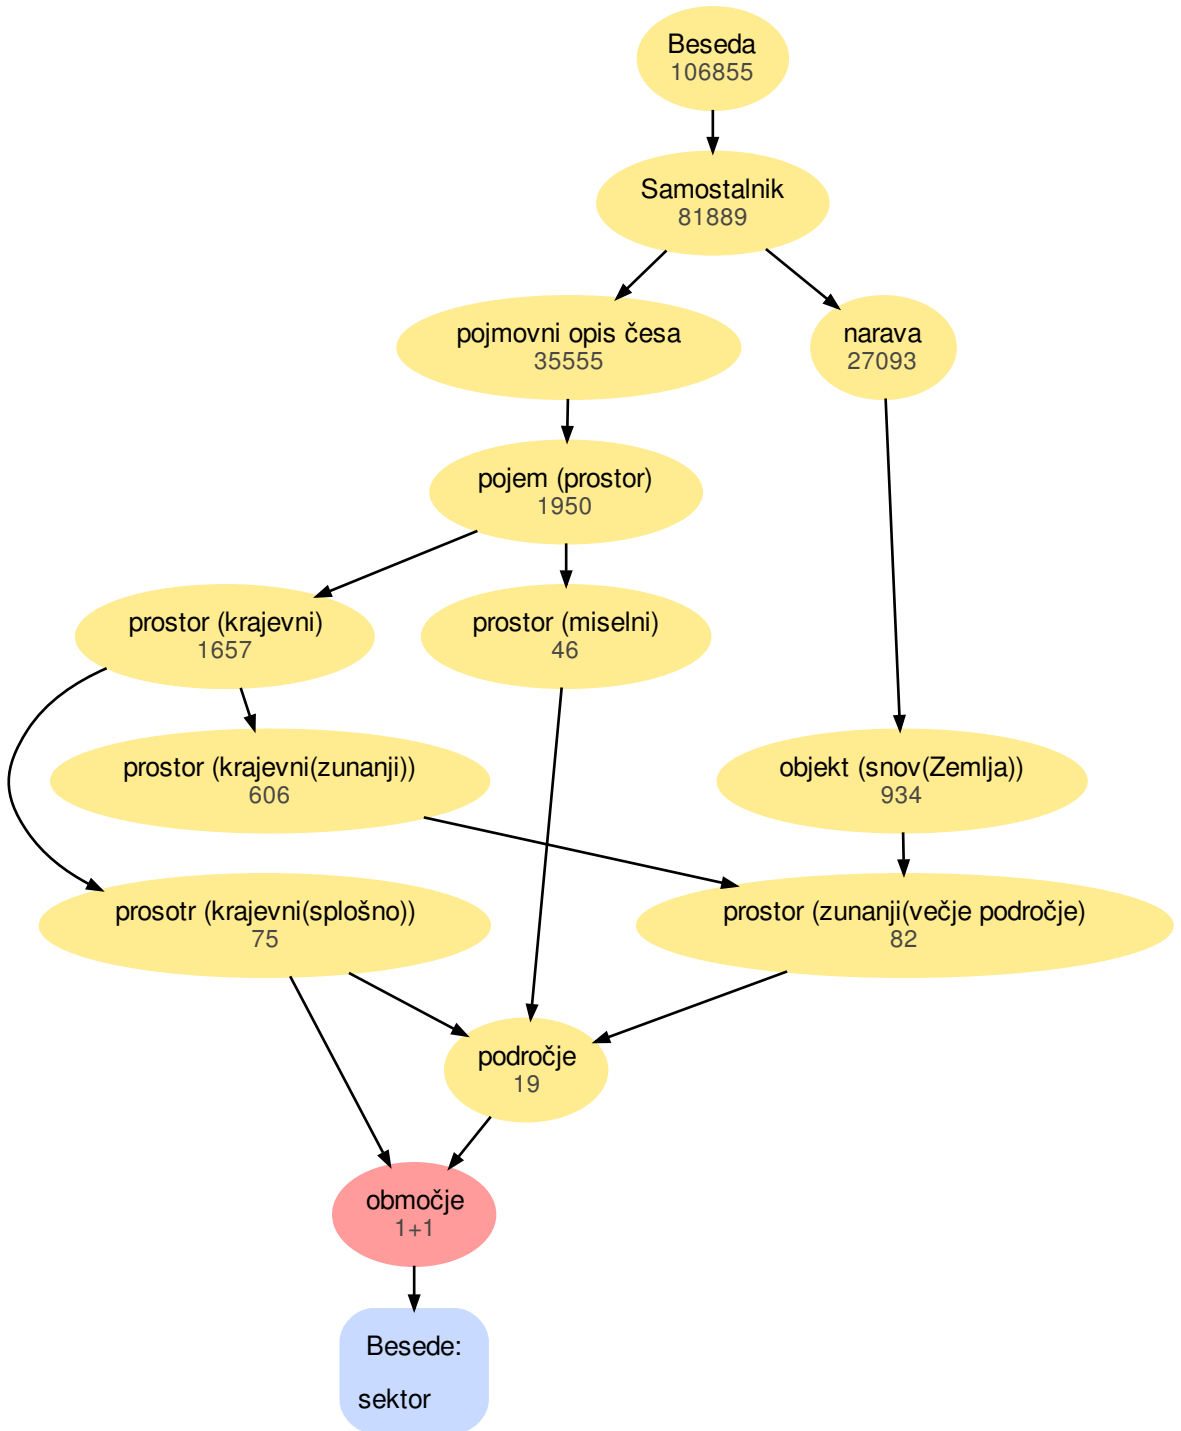 Beseda
106855
Samostalnik
81889
pojmovni opis česa
35555
narava
27093
pojem (prostor)
1950
prostor (krajevni)
1657
prostor (miselni)
46
prostor (krajevni(zunanji))
606
objekt (snov(Zemlja))
934
prosotr (krajevni(splošno))
75
prostor (zunanji(večje področje)
82
področje
19
območje
1+1
Besede:
sektor